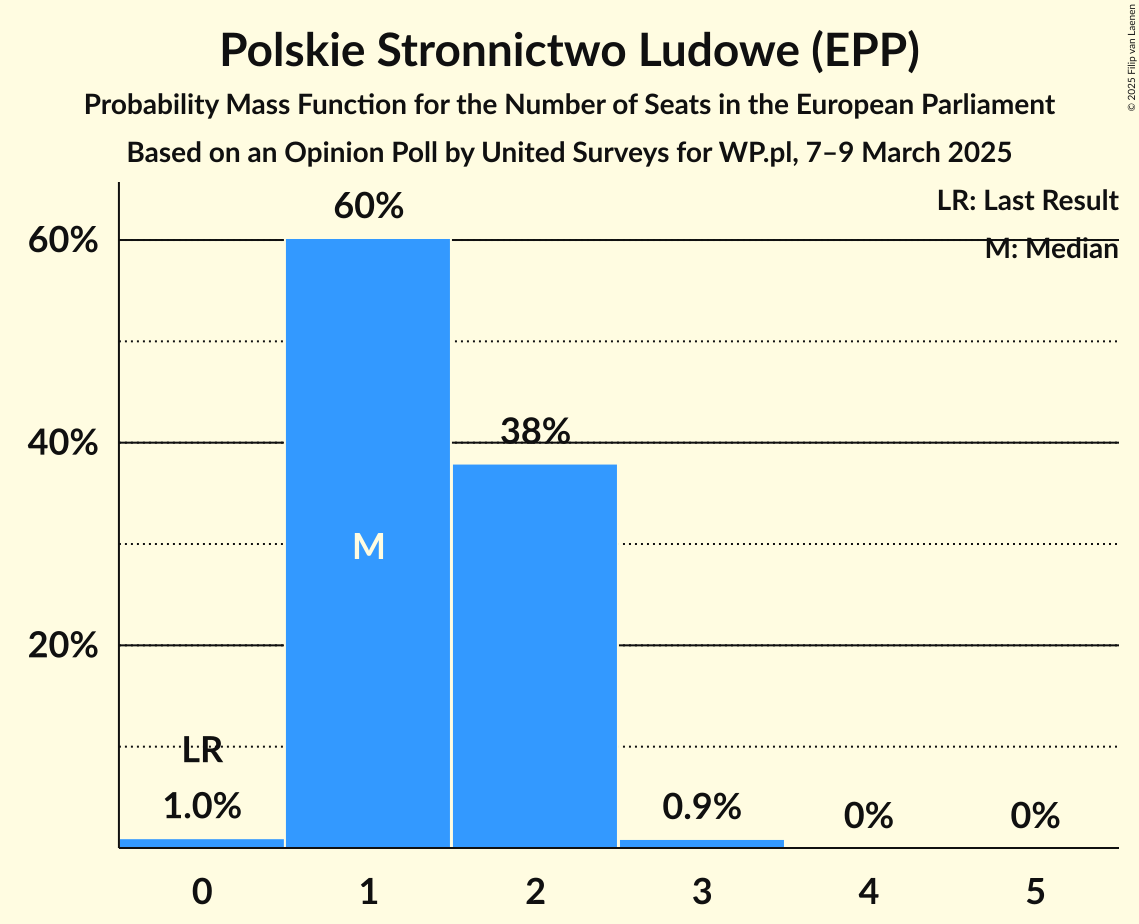 Polskie Stronnictwo Ludowe (EPP)
Probability Mass Function for the Number of Seats in the European Parliament
Based on an Opinion Poll by United Surveys for WP.pl, 7–9 March 2025
© 2025 Filip van Laenen
LR: Last Result
M: Median
60%
40%
20%
LR
1.0%
60%
M
38%
0.9%
0%
0%
0 1 2 3 4 5